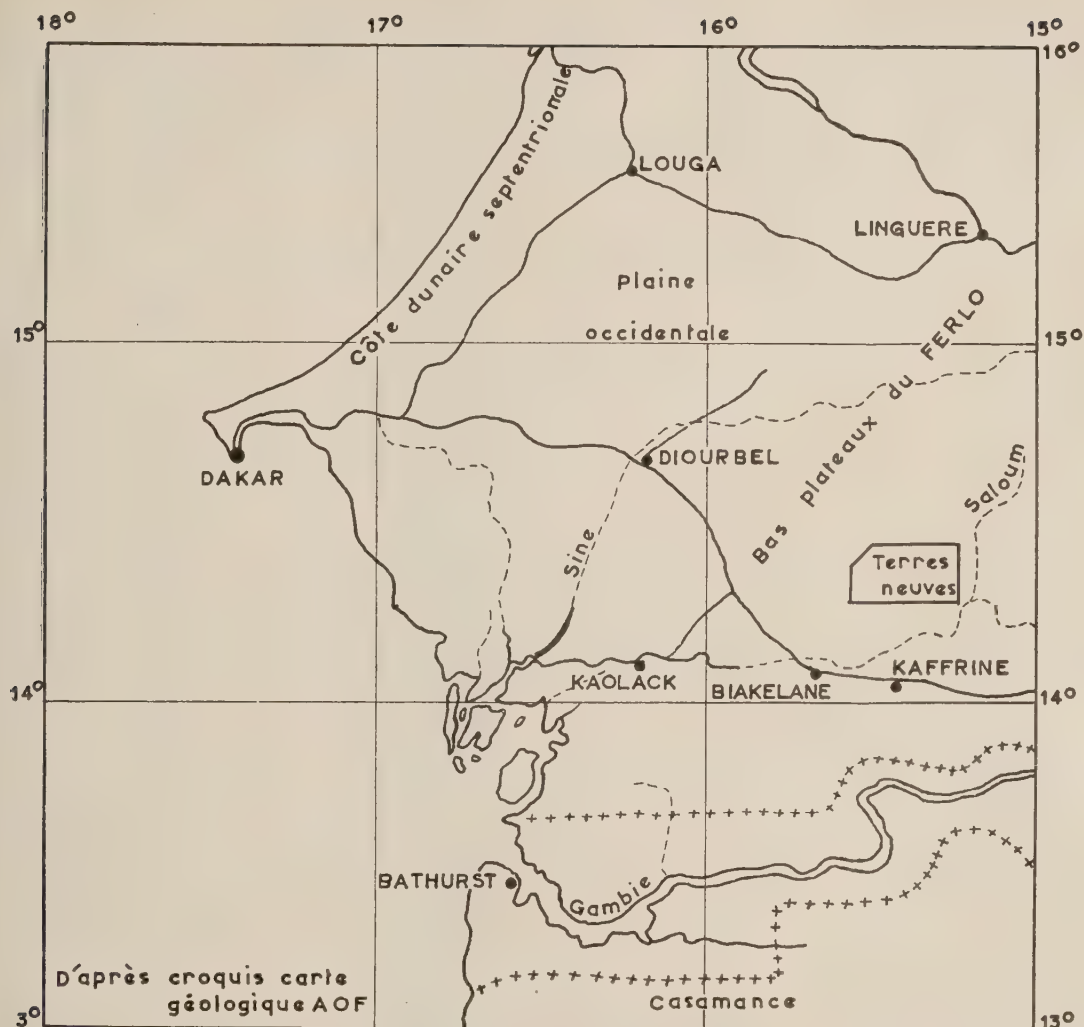 18°
17°
16°
15°
16°
Côte dunaire septentrionale
LOUGA
LINGUERE
Plaine
occidentale
15°
15°
Bas plateaux du FERLO
DAKAR
DIOURBEL
Saloum
Sine
Terres
neuves
KAOLACK
BIAKELANE
KAFFRINE
14°
14°
BATHURST
Gambie
D'après croquis carte
géologique AOF
Casamance
3°
13°